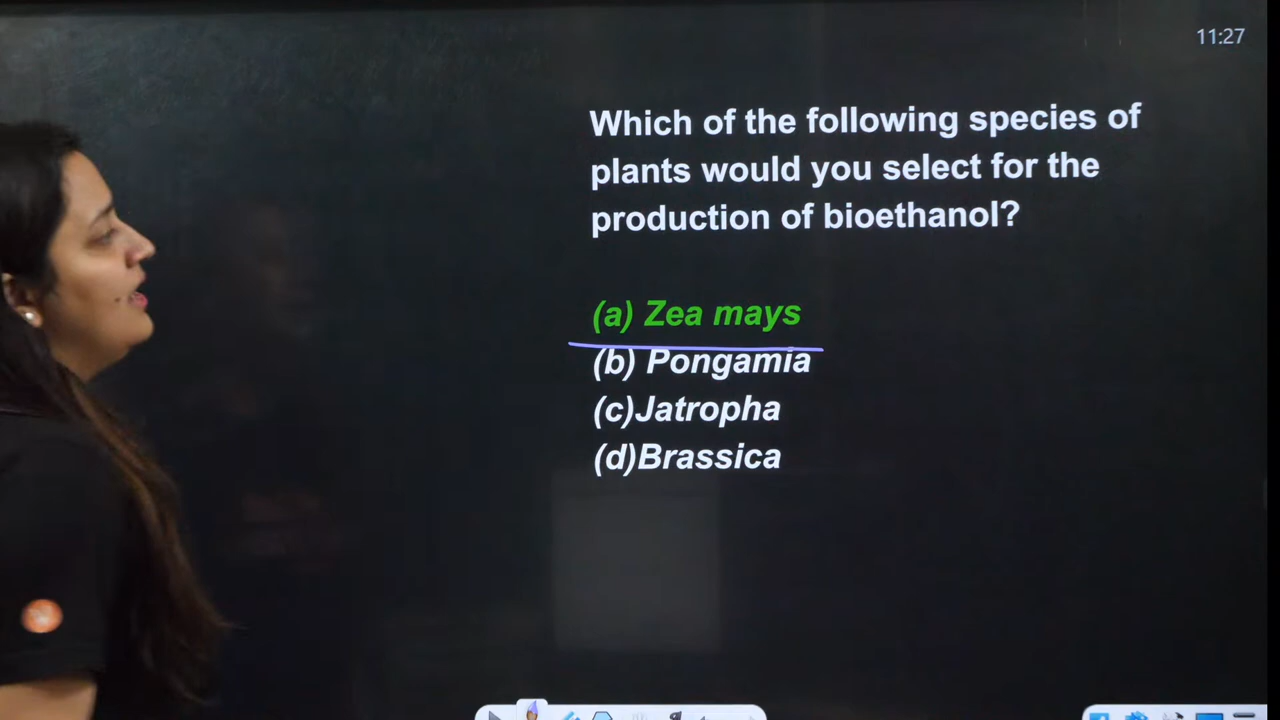 11:27
Which of the following species of
plants would you select for the
production of bioethanol?
(a) Zea mays
(b) Pongamia
(c)Jatropha
(d)Brassica